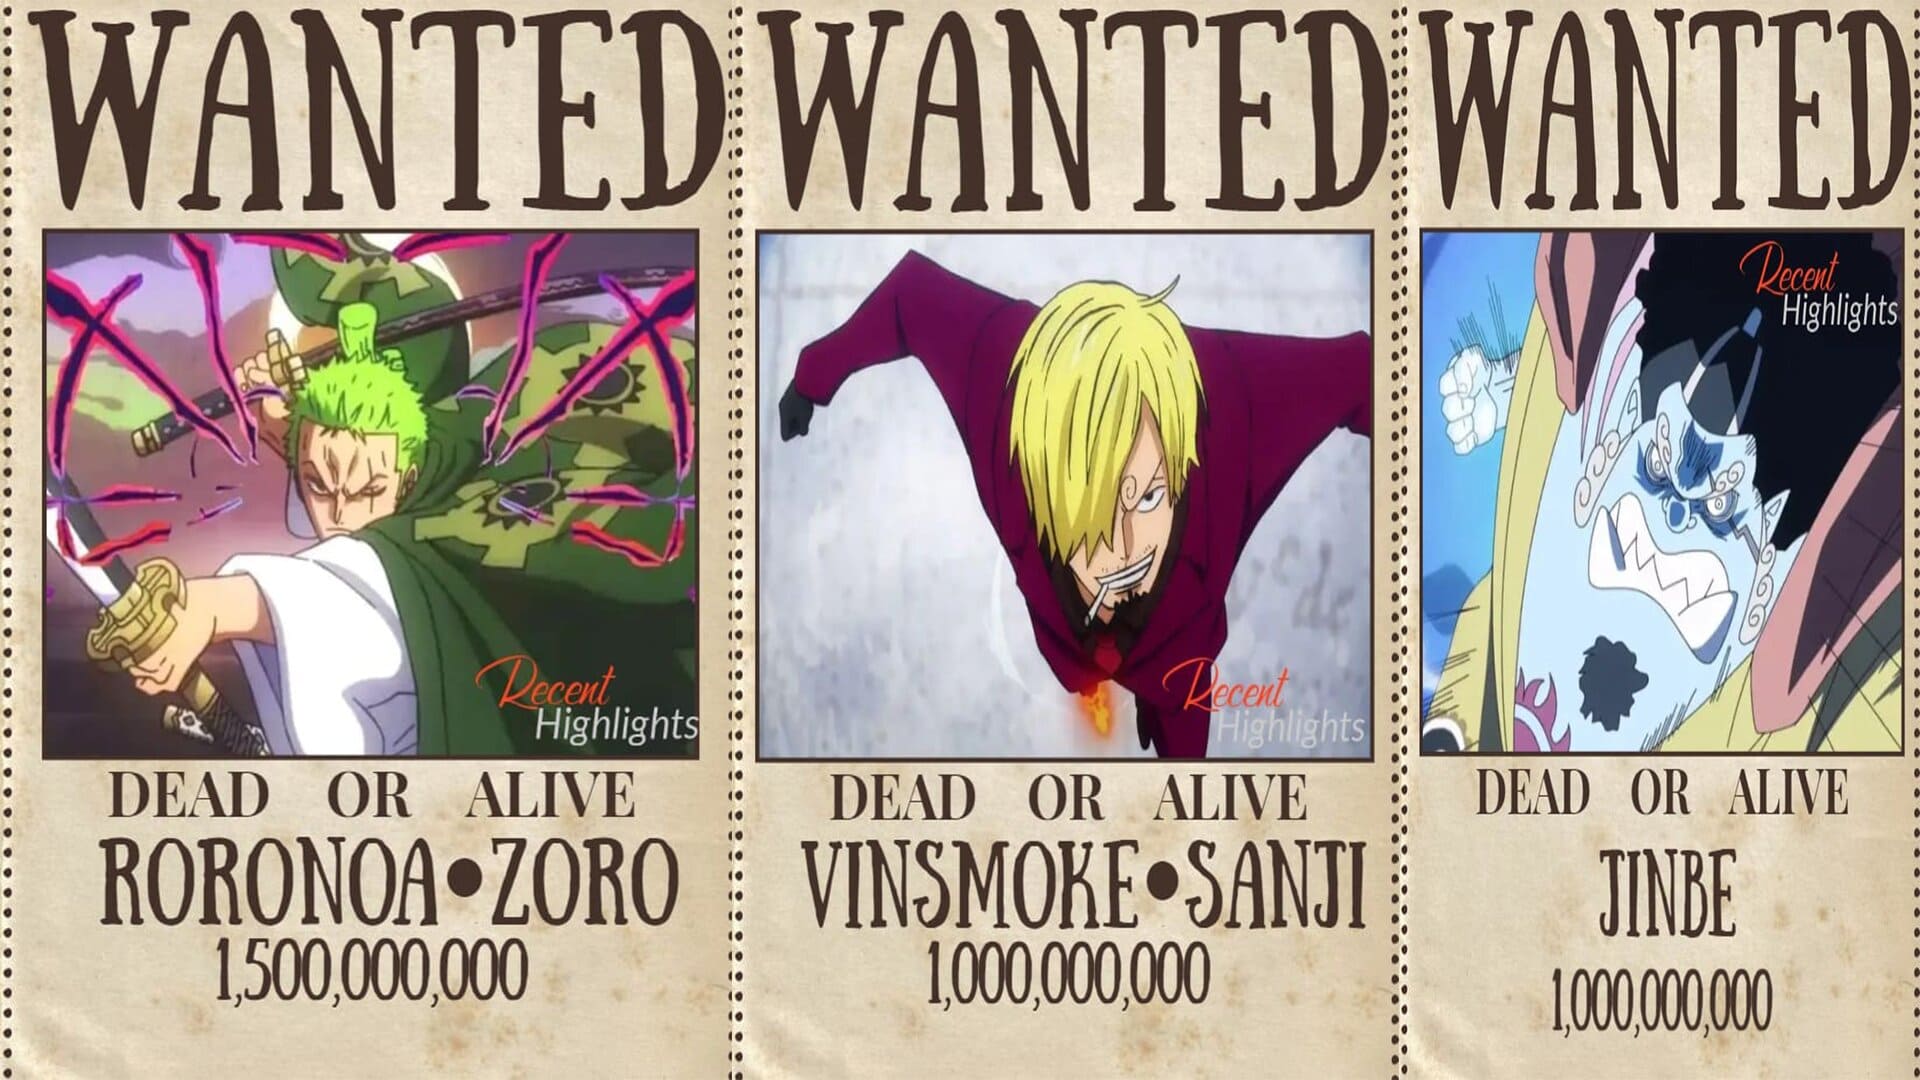 WANTED
Recent
Highlights
DEAD OR ALIVE
RORONOA•ZORO
1,500,000,000
WANTED
Recent
Highlights
DEAD OR ALIVE
VINSMOKE•SANJI
1,000,000,000
WANTED
Recent
Highlights
DEAD OR ALIVE
JINBE
1,000,000,000